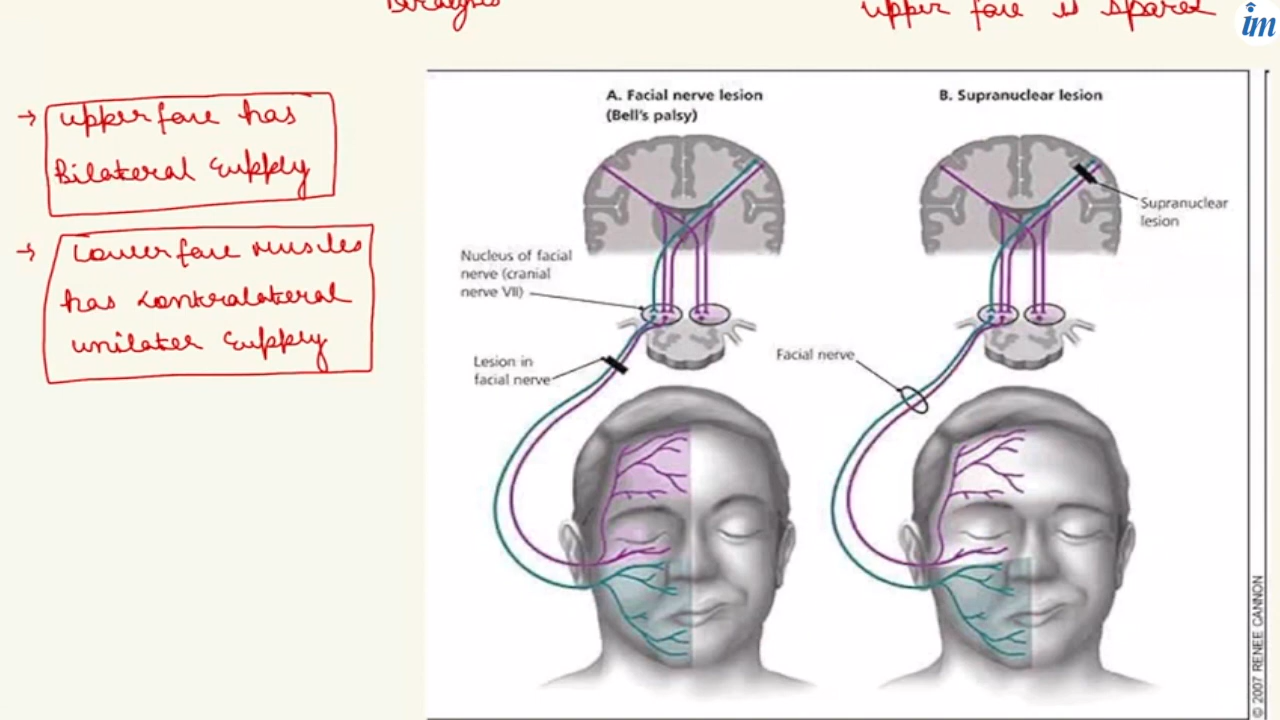 upper face is spared
im
→ upper face has
Bilateral supply
→ Lower face muscles
has contralateral
unilater supply
A. Facial nerve lesion
(Bell's palsy)
B. Supranuclear lesion
Supranuclear
lesion
Nucleus of facial
nerve (cranial
nerve VII)
Lesion in
facial nerve
Facial nerve
© 2007 RENEE CANNON